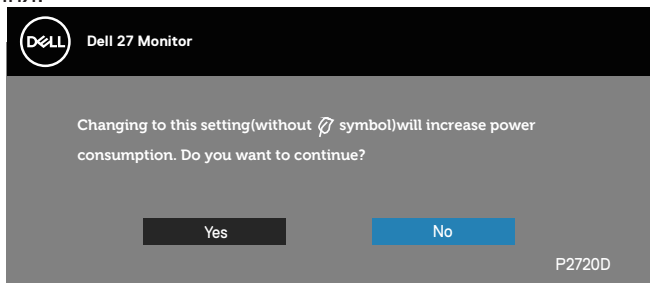 DELL
Dell 27 Monitor
Changing to this setting(without symbol)will increase power
consumption. Do you want to continue?
Yes No
P2720D